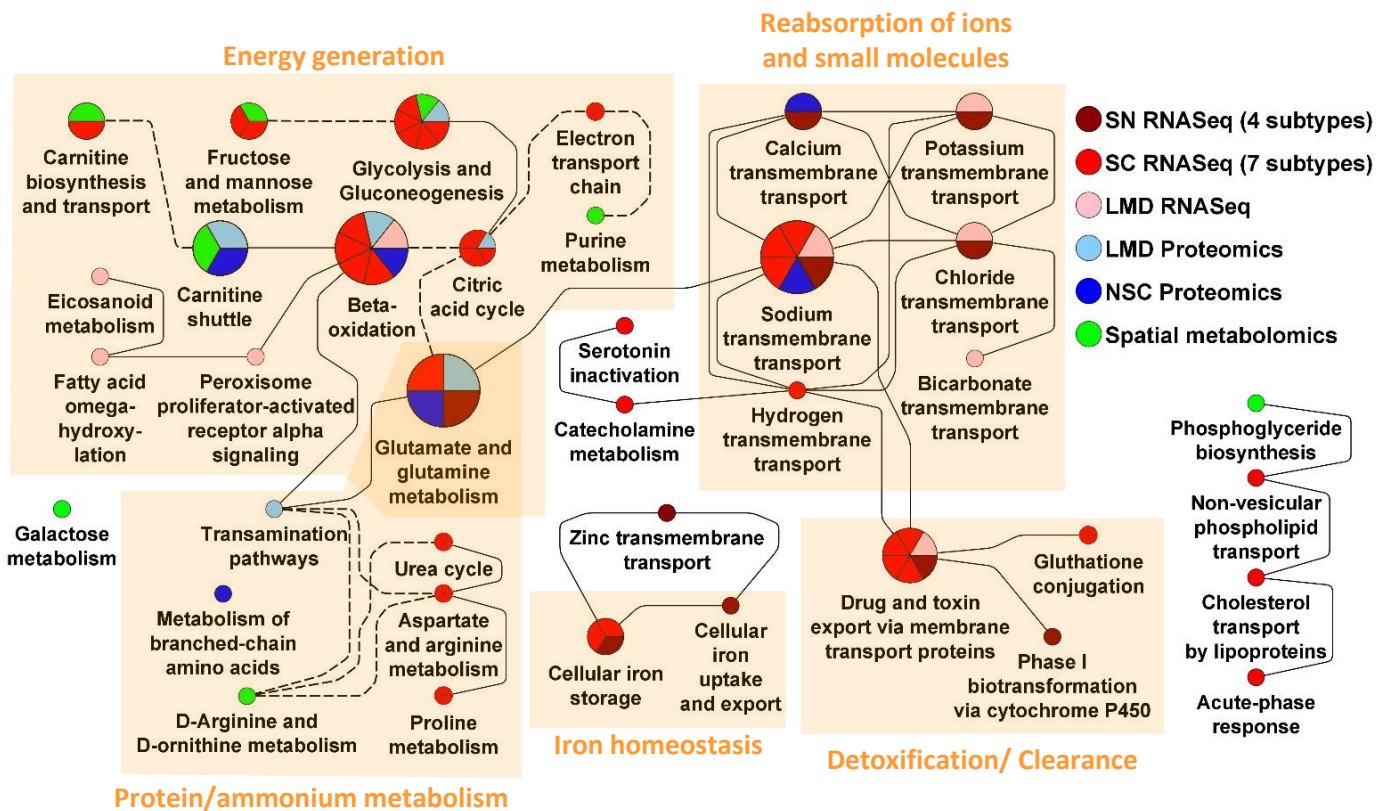 Energy generation
Reabsorption of ions
and small molecules
Carnitine
biosynthesis
and transport
Fructose
and mannose
metabolism
Glycolysis and
Gluconeogenesis
Electron
transport
chain
Purine
metabolism
Eicosanoid
metabolism
Carnitine
shuttle
Beta-
oxidation
Citric
acid cycle
Fatty acid
omega-
hydroxy-
lation
Peroxisome
proliferator-activated
receptor alpha
signaling
Glutamate and
glutamine
metabolism
Calcium
transmembrane
transport
Potassium
transmembrane
transport
Sodium
transmembrane
transport
Chloride
transmembrane
transport
Bicarbonate
transmembrane
transport
Hydrogen
transmembrane
transport
Serotonin
inactivation
Catecholamine
metabolism
SN RNASeq (4 subtypes)
SC RNASeq (7 subtypes)
LMD RNASeq
LMD Proteomics
NSC Proteomics
Spatial metabolomics
Phosphoglyceride
biosynthesis
Non-vesicular
phospholipid
transport
Cholesterol
transport
by lipoproteins
Acute-phase
response
Galactose
metabolism
Transamination
pathways
Urea cycle
Metabolism of
branched-chain
amino acids
Aspartate
and arginine
metabolism
D-Arginine and
D-ornithine metabolism
Proline
metabolism
Protein/ammonium metabolism
Zinc transmembrane
transport
Cellular iron
storage
Cellular
iron
uptake
and export
Iron homeostasis
Drug and toxin
export via membrane
transport proteins
Gluthatione
conjugation
Phase I
biotransformation
via cytochrome P450
Detoxification/ Clearance